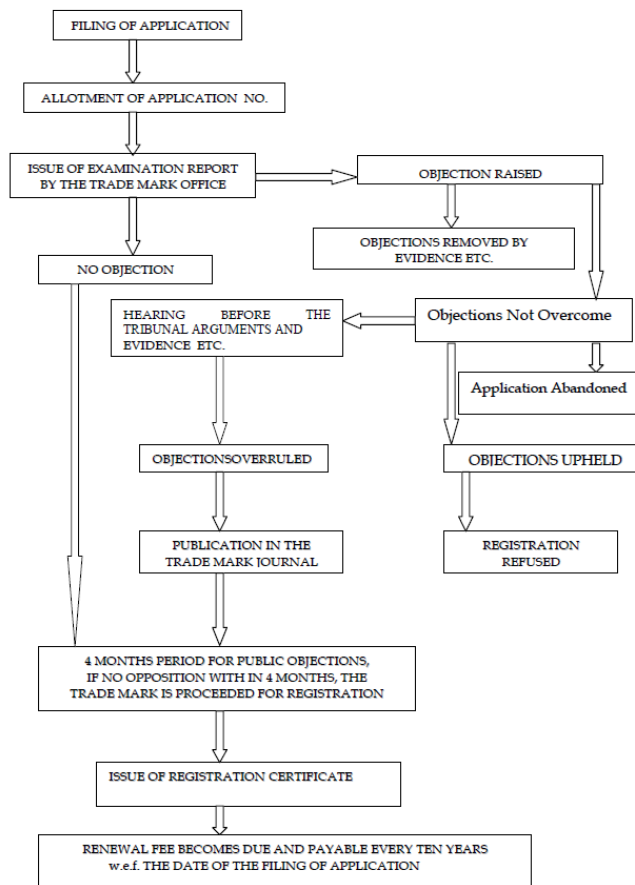 FILING OF APPLICATION
ALLOTMENT OF APPLICATION NO.
ISSUE OF EXAMINATION REPORT
BY THE TRADE MARK OFFICE
OBJECTION RAISED
OBJECTIONS REMOVED BY
EVIDENCE ETC.
NO OBJECTION
HEARING BEFORE THE
TRIBUNAL ARGUMENTS AND
EVIDENCE ETC.
Objections Not Overcome
Application Abandoned
OBJECTIONSOVERRULED
OBJECTIONS UPHELD
PUBLICATION IN THE
TRADE MARK JOURNAL
REGISTRATION
REFUSED
4 MONTHS PERIOD FOR PUBLIC OBJECTIONS,
IF NO OPPOSITION WITH IN 4 MONTHS, THE
TRADE MARK IS PROCEEDED FOR REGISTRATION
ISSUE OF REGISTRATION CERTIFICATE
RENEWAL FEE BECOMES DUE AND PAYABLE EVERY TEN YEARS
w.e.f. THE DATE OF THE FILING OF APPLICATION